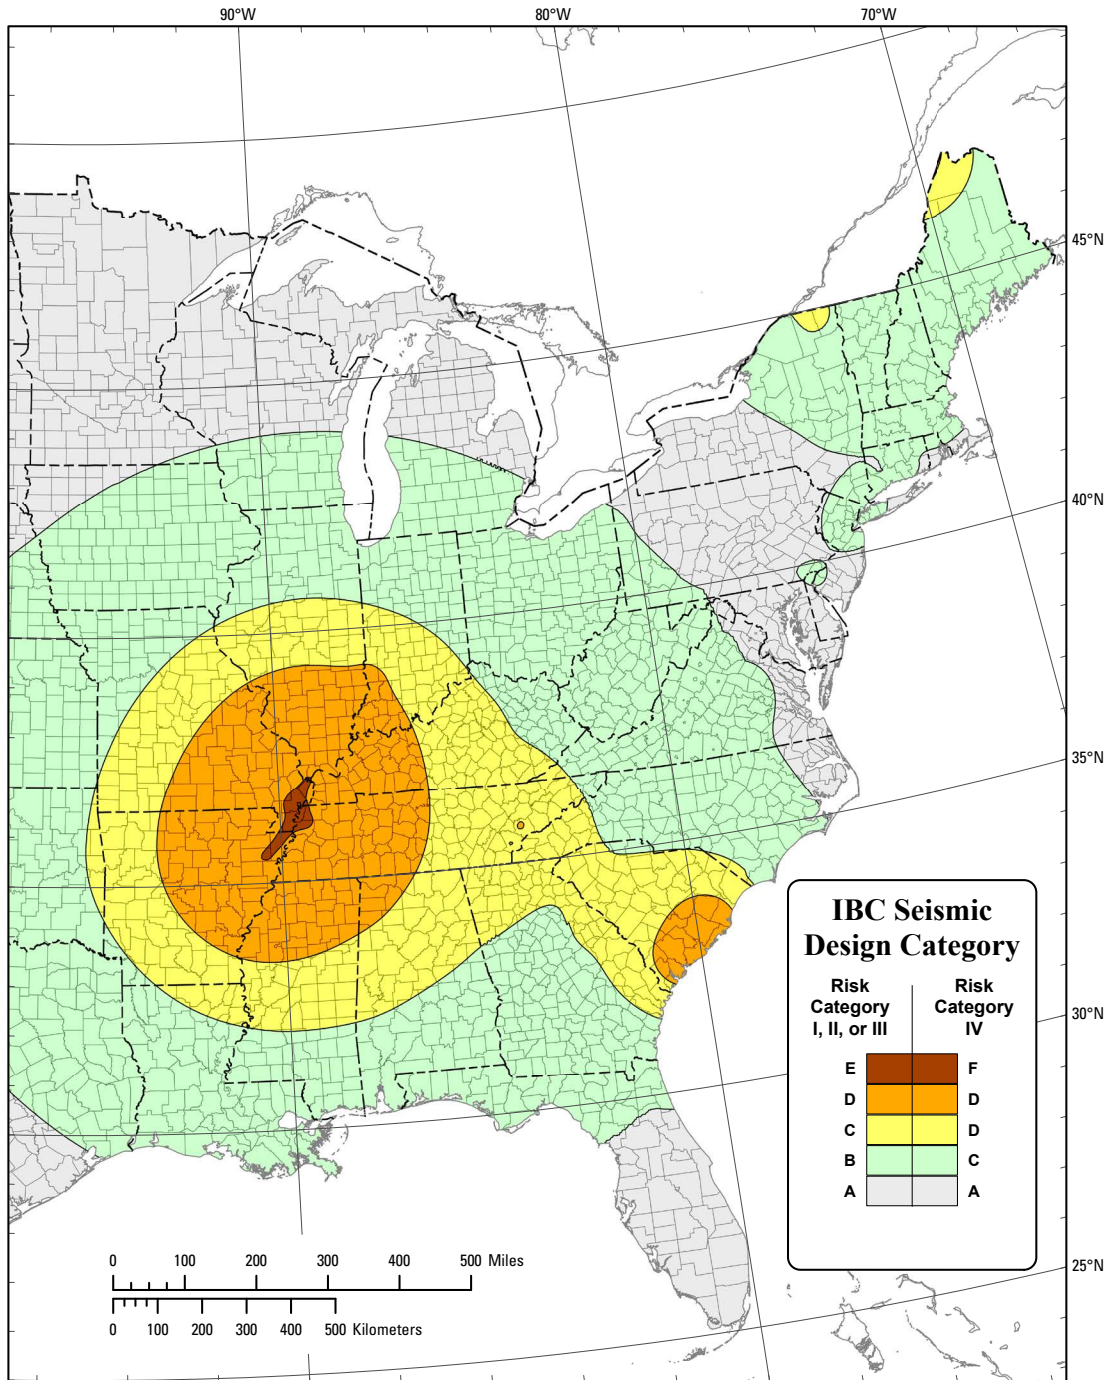 90°W 80°W 70°W
45°N
40°N
35°N
30°N
25°N
IBC Seismic
Design Category
Risk Risk
Category Category
I, II, or III IV
E F
D D
C D
B C
A A
0 100 200 300 400 500 Miles
0 100 200 300 400 500 Kilometers